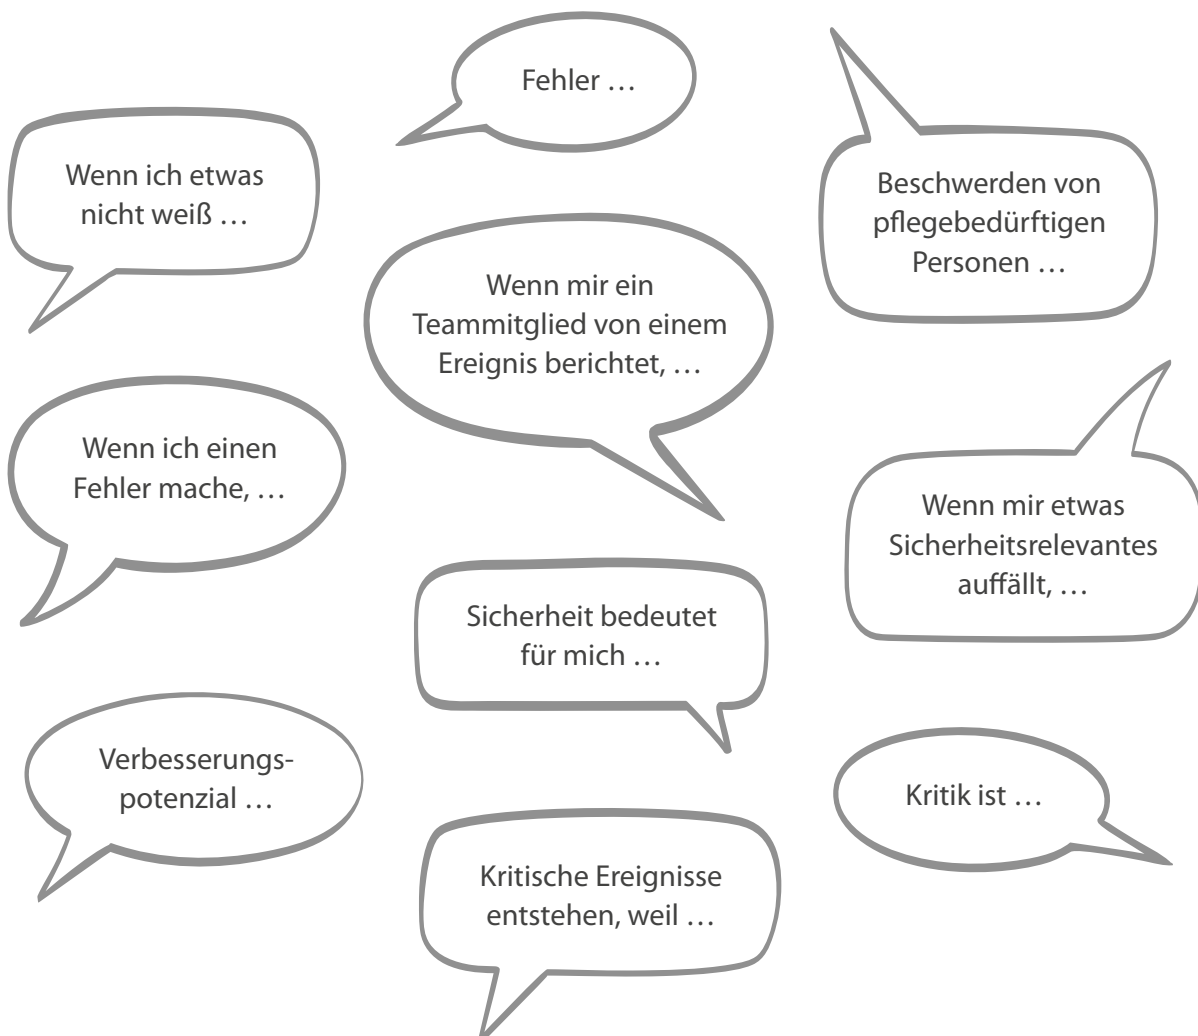 Fehler …
Wenn ich etwas
nicht weiß …
Beschwerden von
pflegebedürftigen
Personen …
Wenn mir ein
Teammitglied von einem
Ereignis berichtet, …
Wenn ich einen
Fehler mache, …
Wenn mir etwas
Sicherheitsrelevantes
auffällt, …
Sicherheit bedeutet
für mich …
Verbesserungs-
potenzial …
Kritik ist …
Kritische Ereignisse
entstehen, weil …